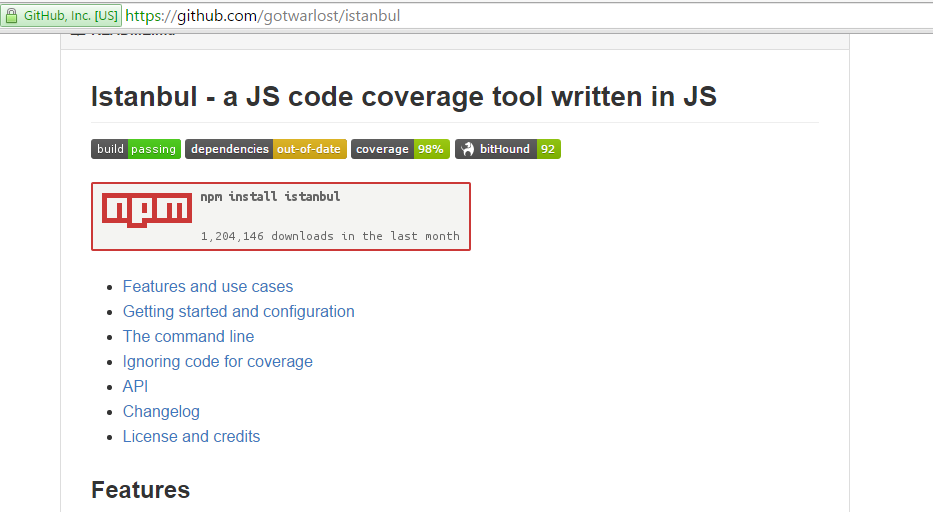 GitHub, Inc. [US] https://github.com/gotwarlost/istanbul
Istanbul - a JS code coverage tool written in JS
build passing dependencies out-of-date coverage 98% bitHound 92
npm npm install istanbul
1,204,146 downloads in the last month
Features and use cases
Getting started and configuration
The command line
Ignoring code for coverage
API
Changelog
License and credits
Features